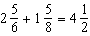 2 5/6 + 1 5/8 = 4 1/2